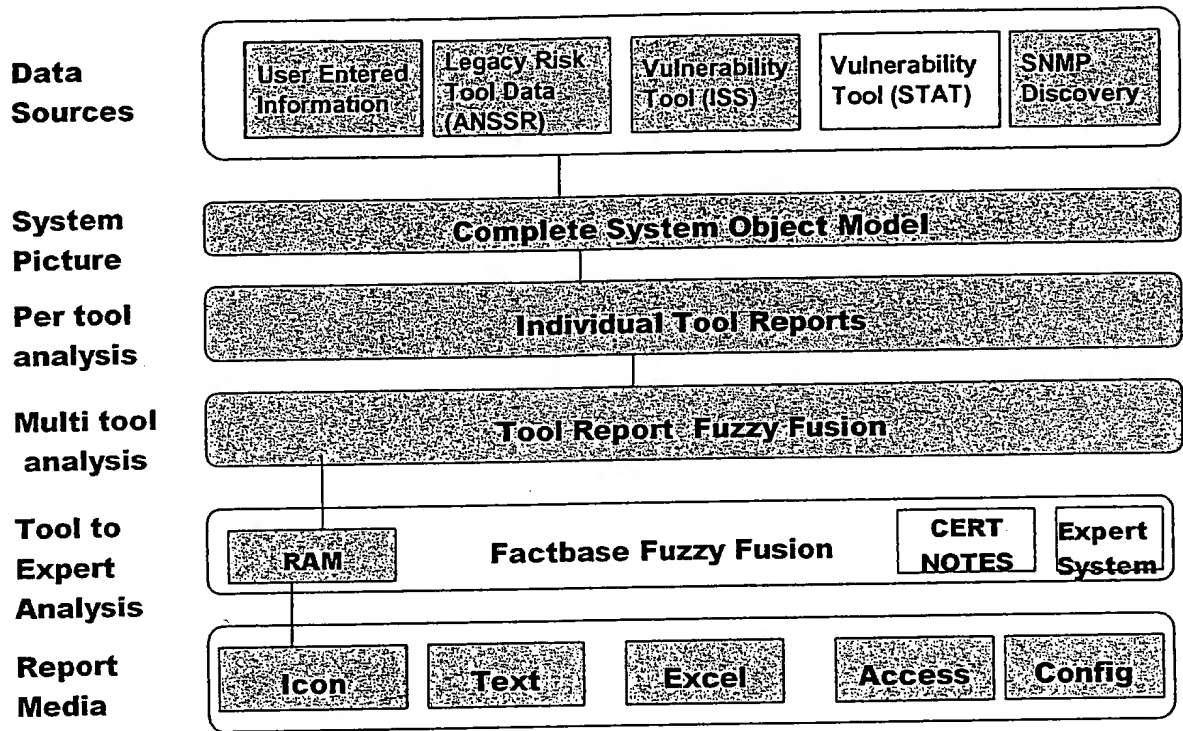 Data
Sources
User Entered
Information
Legacy Risk
Tool Data
(ANSSR)
Vulnerability
Tool (ISS)
Vulnerability
Tool (STAT)
SNMP
Discovery
System
Picture
Complete System Object Model
Per tool
analysis
Individual Tool Reports
Multi tool
analysis
Tool Report Fuzzy Fusion
Tool to
Expert
Analysis
RAM
Factbase Fuzzy Fusion
CERT
NOTES
Expert
System
Report
Media
Icon
Text
Excel
Access
Config